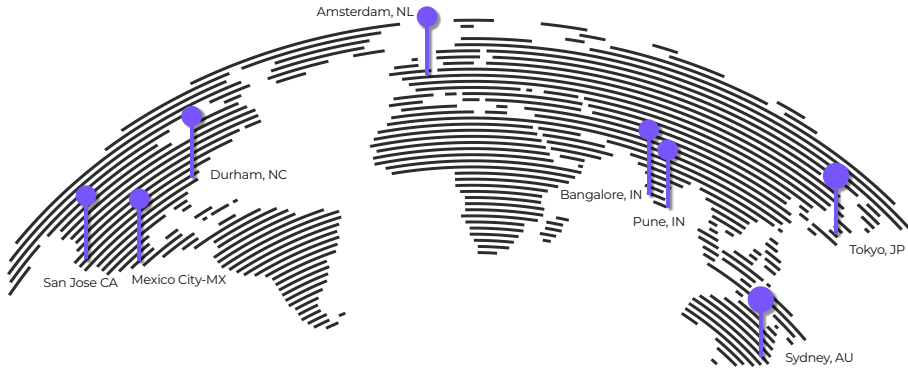 Amsterdam, NL
Durham, NC
Bangalore, IN
Pune, IN
Tokyo, JP
San Jose CA
Mexico City-MX
Sydney, AU